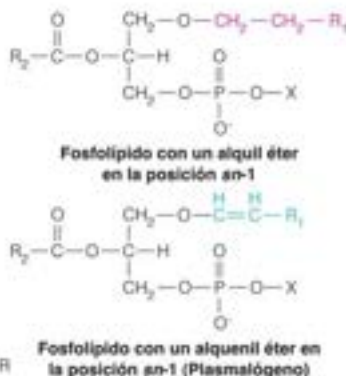 O CH₂—O—CH₂—CH₂—R₁
R₂—C—O—C—H O
CH₂—O—P—O—X
O⁻
Fosfolípido con un alquil éter
en la posición sn-1
H H
O CH₂—O—C=C—R₁
R₂—C—O—C—H O
CH₂—O—P—O—X
O⁻
Fosfolípido con un alquenil éter en
R la posición sn-1 (Plasmalógeno)